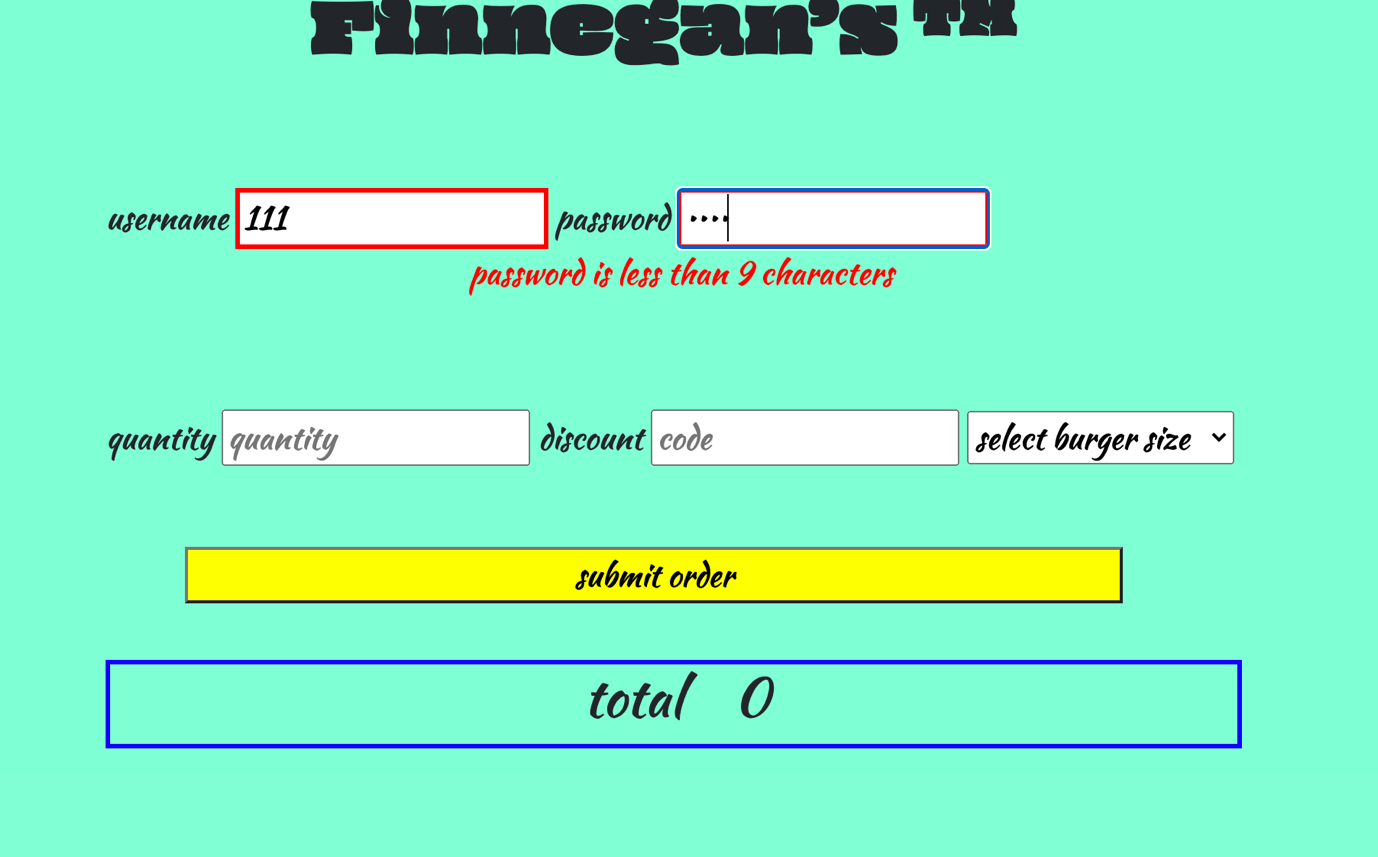 Finnegan's ™
username 111 password ••••
password is less than 9 characters
quantity quantity discount code select burger size
submit order
total 0